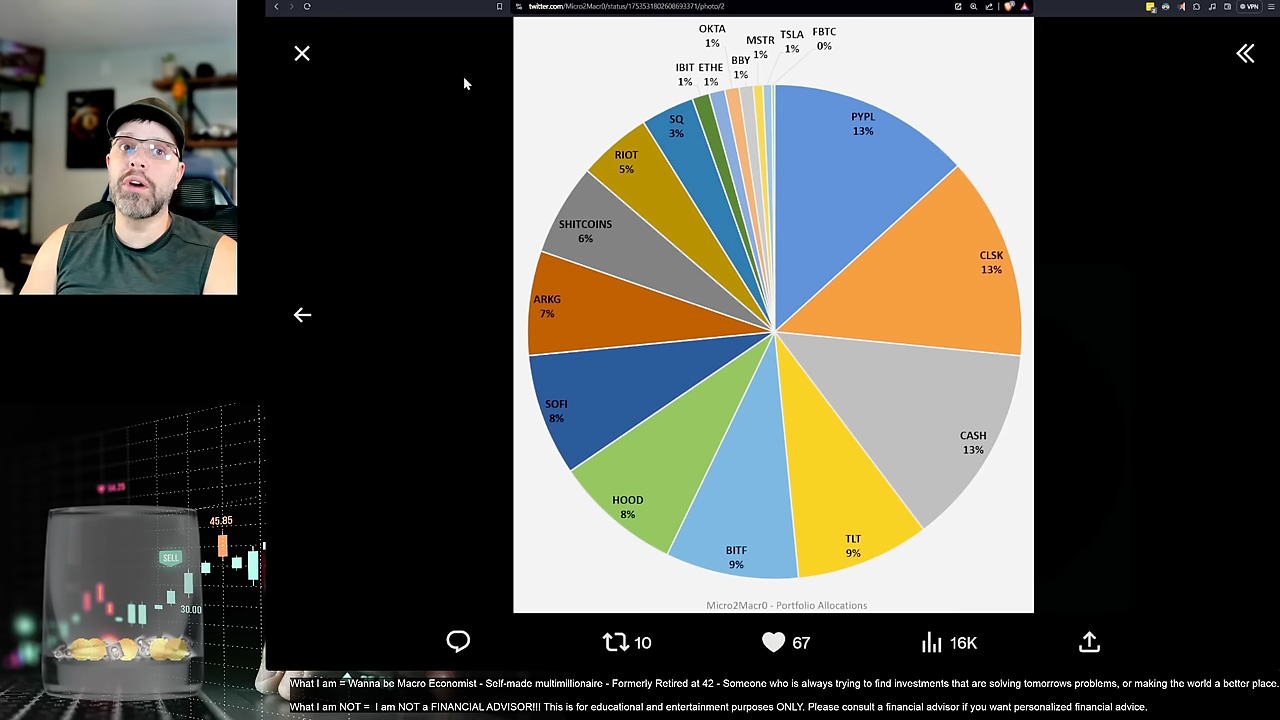 twitter.com/Micro2Macr0/status/1753531802608693371/photo/2
VPN
OKTA
1%
MSTR
1%
TSLA
1%
FBTC
0%
IBIT
1%
ETHE
1%
BBY
1%
PYPL
13%
SQ
3%
RIOT
5%
SHITCOINS
6%
CLSK
13%
ARKG
7%
SOFI
8%
CASH
13%
HOOD
8%
TLT
9%
BITF
9%
Micro2Macr0 - Portfolio Allocations
10
67
16K
45.85
SELL
30.00
What I am = Wanna be Macro Economist - Self-made multimillionaire - Formerly Retired at 42 - Someone who is always trying to find investments that are solving tomorrows problems, or making the world a better place.
What I am NOT = I am NOT a FINANCIAL ADVISOR!!! This is for educational and entertainment purposes ONLY. Please consult a financial advisor if you want personalized financial advice.